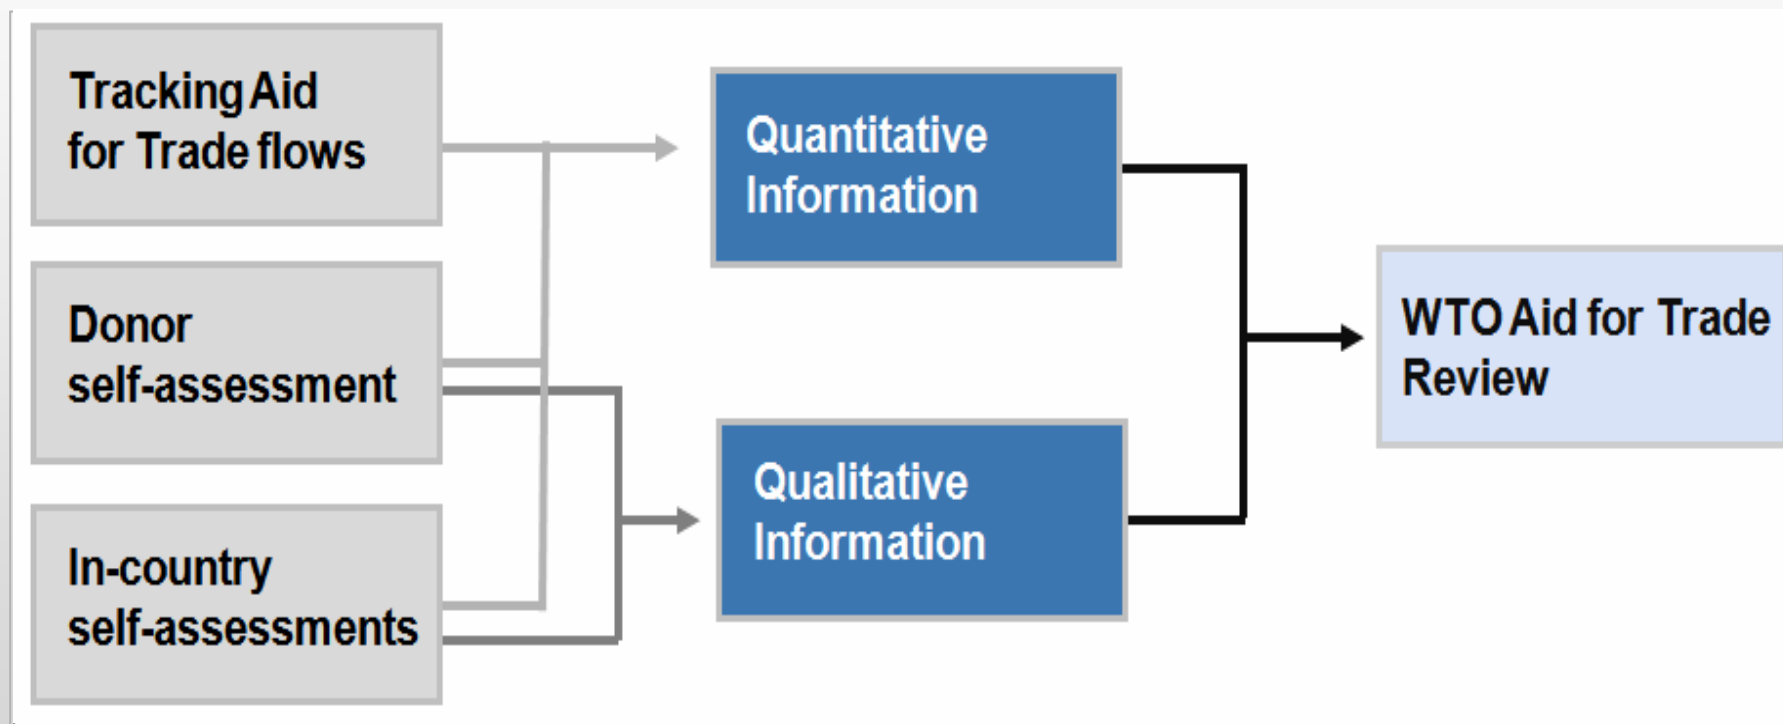 Tracking Aid
for Trade flows
Donor
self-assessment
In-country
self-assessments
Quantitative
Information
Qualitative
Information
WTO Aid for Trade
Review